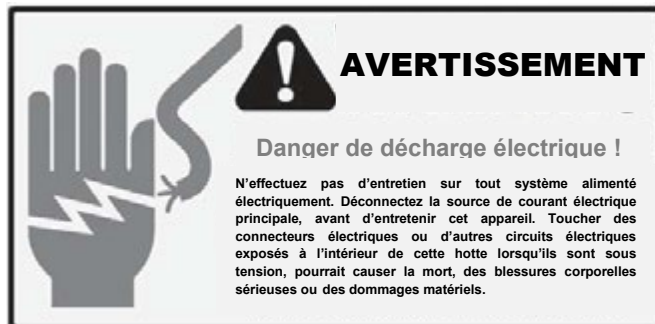 AVERTISSEMENT
Danger de décharge électrique !
N’effectuez pas d’entretien sur tout système alimenté
électriquement. Déconnectez la source de courant électrique
principale, avant d’entretenir cet appareil. Toucher des
connecteurs électriques ou d’autres circuits électriques
exposés à l’intérieur de cette hotte lorsqu’ils sont sous
tension, pourrait causer la mort, des blessures corporelles
sérieuses ou des dommages matériels.